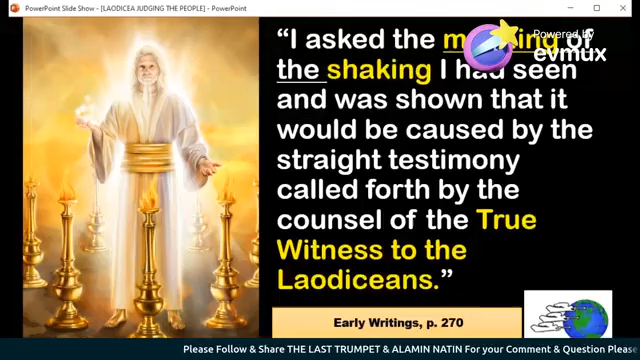 PowerPoint Slide Show - [LAODICEA JUDGING THE PEOPLE] - PowerPoint
“I asked the of
the shaking I had seen
and was shown that it
would be caused by the
straight testimony
called forth by the
counsel of the True
Witness to the
Laodiceans.”
Powered by
evmux
Early Writings, p. 270
Please Follow & Share THE LAST TRUMPET & ALAMIN NATIN For your Comment & Question Please